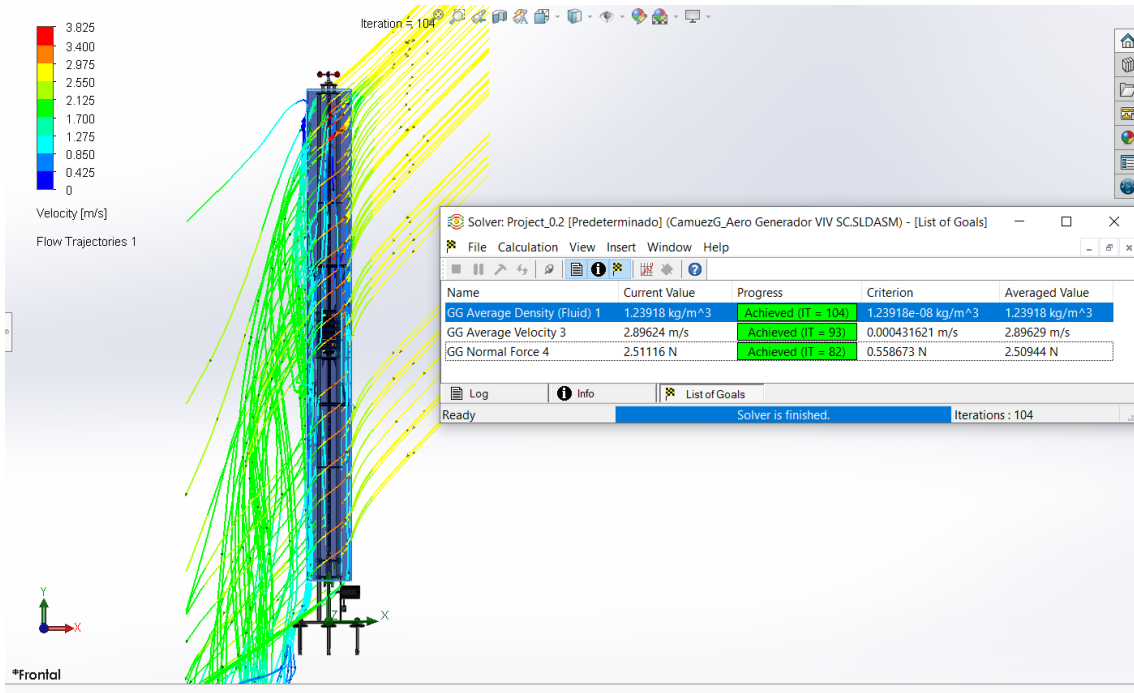 Iteration = 104
3.825
3.400
2.975
2.550
2.125
1.700
1.275
0.850
0.425
0
Velocity [m/s]
Flow Trajectories 1
Solver: Project_0.2 [Predeterminado] (CamuezG_Aero Generador VIV SC.SLDASM) - [List of Goals]
File Calculation View Insert Window Help
Name Current Value Progress Criterion Averaged Value
GG Average Density (Fluid) 1 1.23918 kg/m^3 Achieved (IT = 104) 1.23918e-08 kg/m^3 1.23918 kg/m^3
GG Average Velocity 3 2.89624 m/s Achieved (IT = 93) 0.000431621 m/s 2.89629 m/s
GG Normal Force 4 2.51116 N Achieved (IT = 82) 0.558673 N 2.50944 N
Log Info List of Goals
Ready Solver is finished. Iterations : 104
Y
X
Z
X
*Frontal